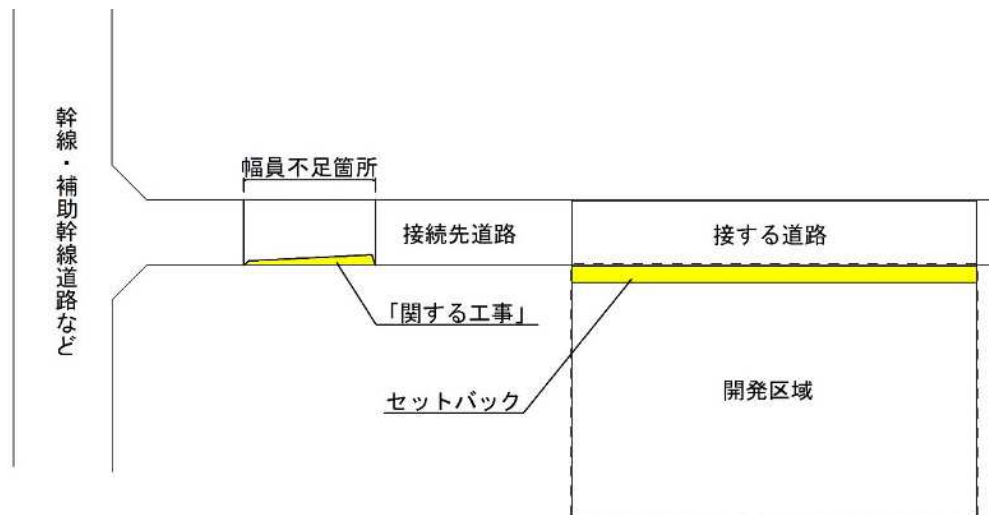 幹線・補助幹線道路など
幅員不足箇所
接続先道路
接する道路
「関する工事」
セットバック
開発区域